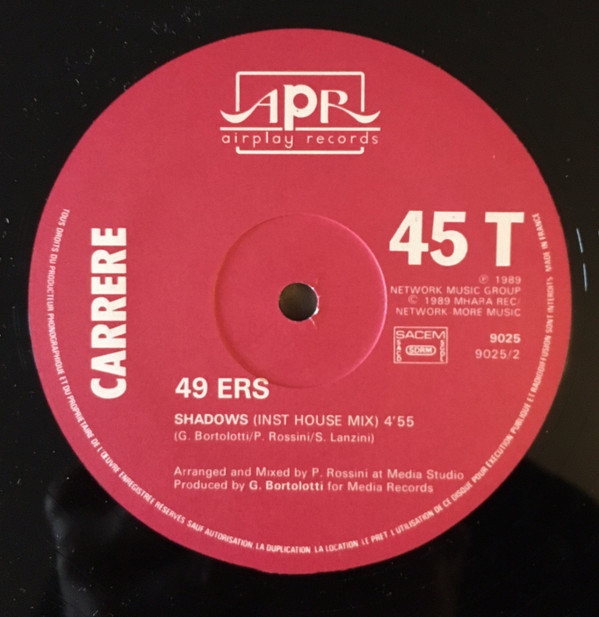 APR
airplay records
CARRERE
45 T
℗ 1989
NETWORK MUSIC GROUP
© 1989 MHARA REC/
NETWORK MORE MUSIC
SACEM
SACD SDRM SGDL
9025
9025/2
49 ERS
SHADOWS (INST HOUSE MIX) 4'55
(G. Bortolotti/P. Rossini/S. Lanzini)
Arranged and Mixed by P. Rossini at Media Studio
Produced by G. Bortolotti for Media Records
TOUS DROITS DU PRODUCTEUR PHONOGRAPHIQUE ET DU PROPRIETAIRE DE L'ŒUVRE ENREGISTREE RESERVES SAUF AUTORISATION, LA DUPLICATION, LA LOCATION, LE PRET, L'UTILISATION DE CE DISQUE POUR EXECUTION PUBLIQUE ET RADIODIFFUSION SONT INTERDITS MADE IN FRANCE